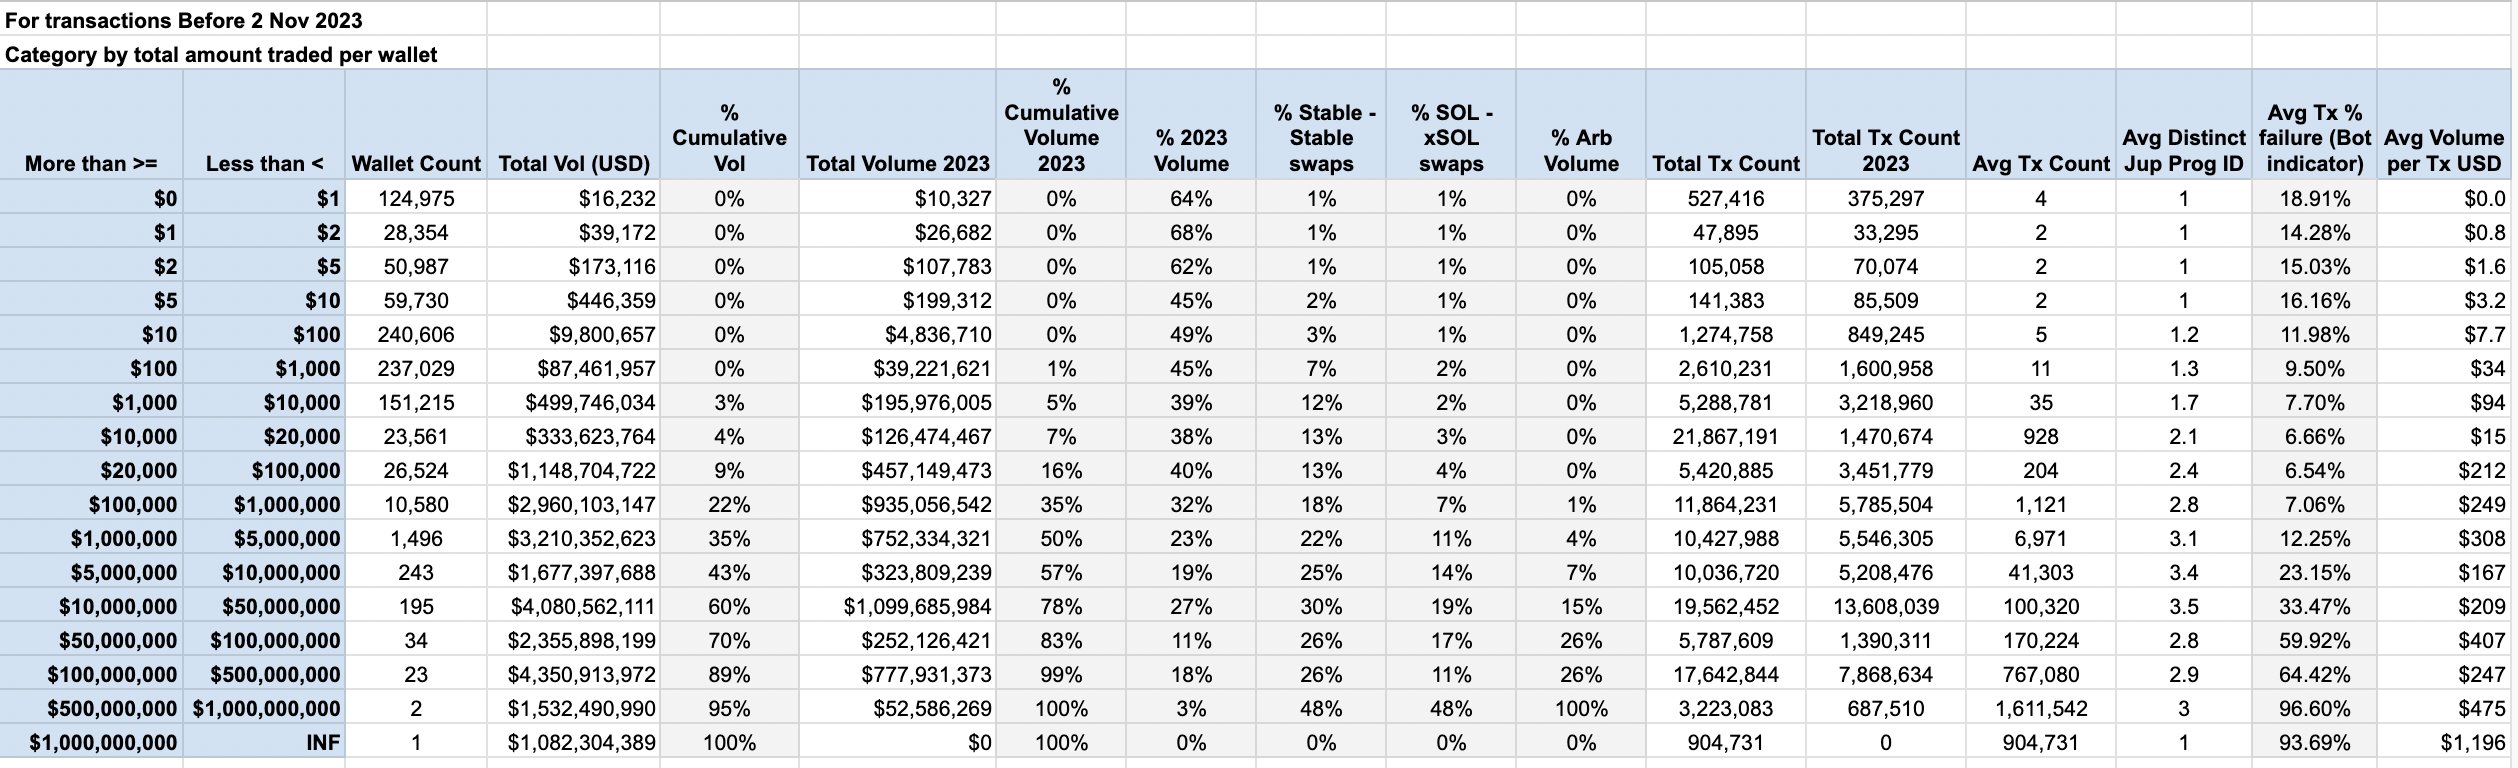 For transactions Before 2 Nov 2023
Category by total amount traded per wallet
More than >= Less than < Wallet Count Total Vol (USD) % Cumulative Vol Total Volume 2023 % Cumulative Volume 2023 % 2023 Volume % Stable - Stable swaps % SOL - xSOL swaps % Arb Volume Total Tx Count Total Tx Count 2023 Avg Tx Count Avg Distinct Jup Prog ID Avg Tx % failure (Bot indicator) Avg Volume per Tx USD
$0 $1 124,975 $16,232 0% $10,327 0% 64% 1% 1% 0% 527,416 375,297 4 1 18.91% $0.0
$1 $2 28,354 $39,172 0% $26,682 0% 68% 1% 1% 0% 47,895 33,295 2 1 14.28% $0.8
$2 $5 50,987 $173,116 0% $107,783 0% 62% 1% 1% 0% 105,058 70,074 2 1 15.03% $1.6
$5 $10 59,730 $446,359 0% $199,312 0% 45% 2% 1% 0% 141,383 85,509 2 1 16.16% $3.2
$10 $100 240,606 $9,800,657 0% $4,836,710 0% 49% 3% 1% 0% 1,274,758 849,245 5 1.2 11.98% $7.7
$100 $1,000 237,029 $87,461,957 0% $39,221,621 1% 45% 7% 2% 0% 2,610,231 1,600,958 11 1.3 9.50% $34
$1,000 $10,000 151,215 $499,746,034 3% $195,976,005 5% 39% 12% 2% 0% 5,288,781 3,218,960 35 1.7 7.70% $94
$10,000 $20,000 23,561 $333,623,764 4% $126,474,467 7% 38% 13% 3% 0% 21,867,191 1,470,674 928 2.1 6.66% $15
$20,000 $100,000 26,524 $1,148,704,722 9% $457,149,473 16% 40% 13% 4% 0% 5,420,885 3,451,779 204 2.4 6.54% $212
$100,000 $1,000,000 10,580 $2,960,103,147 22% $935,056,542 35% 32% 18% 7% 1% 11,864,231 5,785,504 1,121 2.8 7.06% $249
$1,000,000 $5,000,000 1,496 $3,210,352,623 35% $752,334,321 50% 23% 22% 11% 4% 10,427,988 5,546,305 6,971 3.1 12.25% $308
$5,000,000 $10,000,000 243 $1,677,397,688 43% $323,809,239 57% 19% 25% 14% 7% 10,036,720 5,208,476 41,303 3.4 23.15% $167
$10,000,000 $50,000,000 195 $4,080,562,111 60% $1,099,685,984 78% 27% 30% 19% 15% 19,562,452 13,608,039 100,320 3.5 33.47% $209
$50,000,000 $100,000,000 34 $2,355,898,199 70% $252,126,421 83% 11% 26% 17% 26% 5,787,609 1,390,311 170,224 2.8 59.92% $407
$100,000,000 $500,000,000 23 $4,350,913,972 89% $777,931,373 99% 18% 26% 11% 26% 17,642,844 7,868,634 767,080 2.9 64.42% $247
$500,000,000 $1,000,000,000 2 $1,532,490,990 95% $52,586,269 100% 3% 48% 48% 100% 3,223,083 687,510 1,611,542 3 96.60% $475
$1,000,000,000 INF 1 $1,082,304,389 100% $0 100% 0% 0% 0% 0% 904,731 0 904,731 1 93.69% $1,196